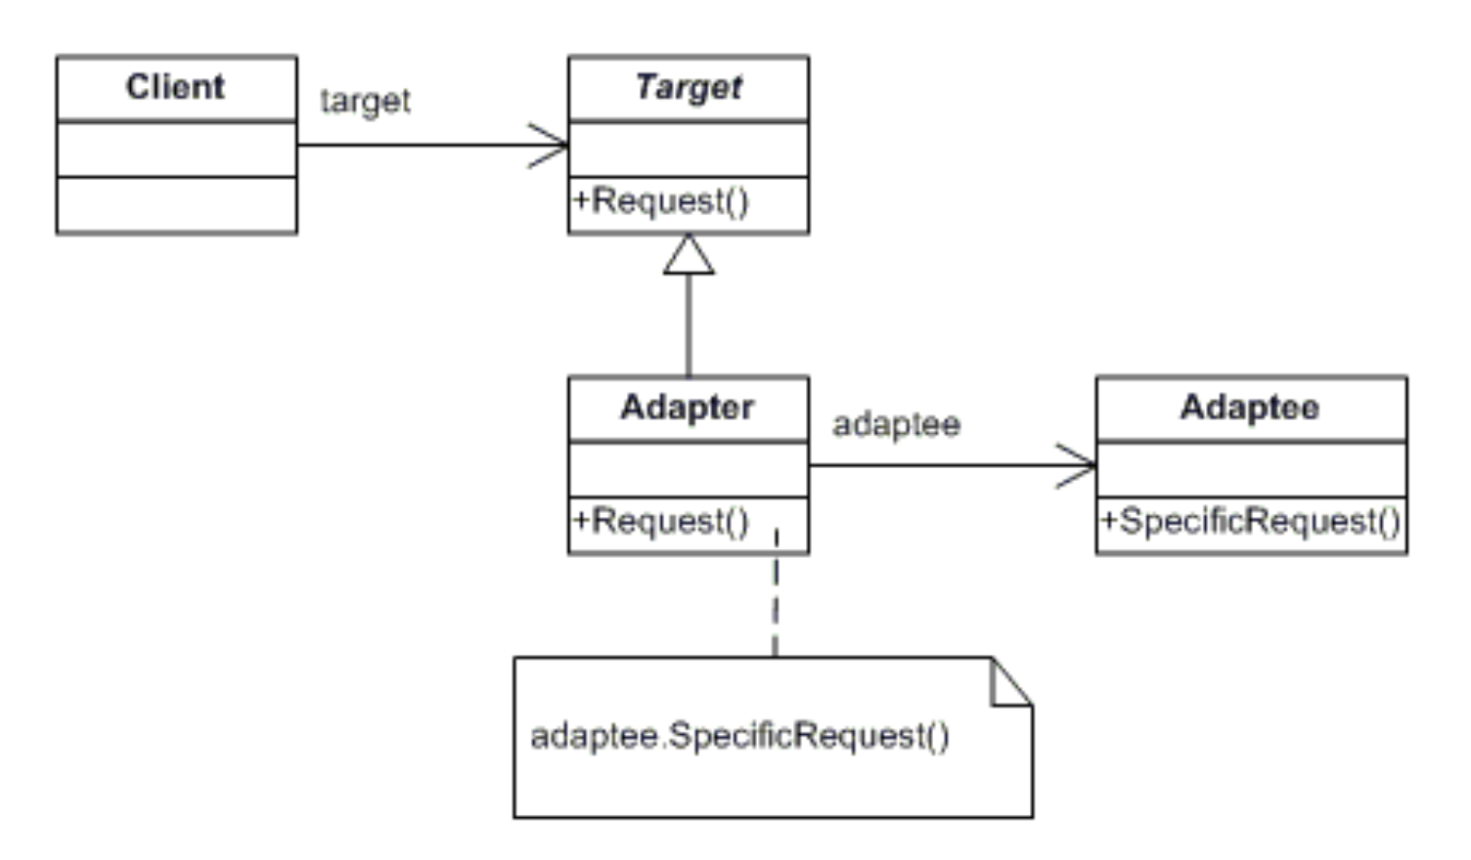 Client
target
Target
+Request()
Adapter
adaptee
Adaptee
+Request()
+SpecificRequest()
adaptee.SpecificRequest()